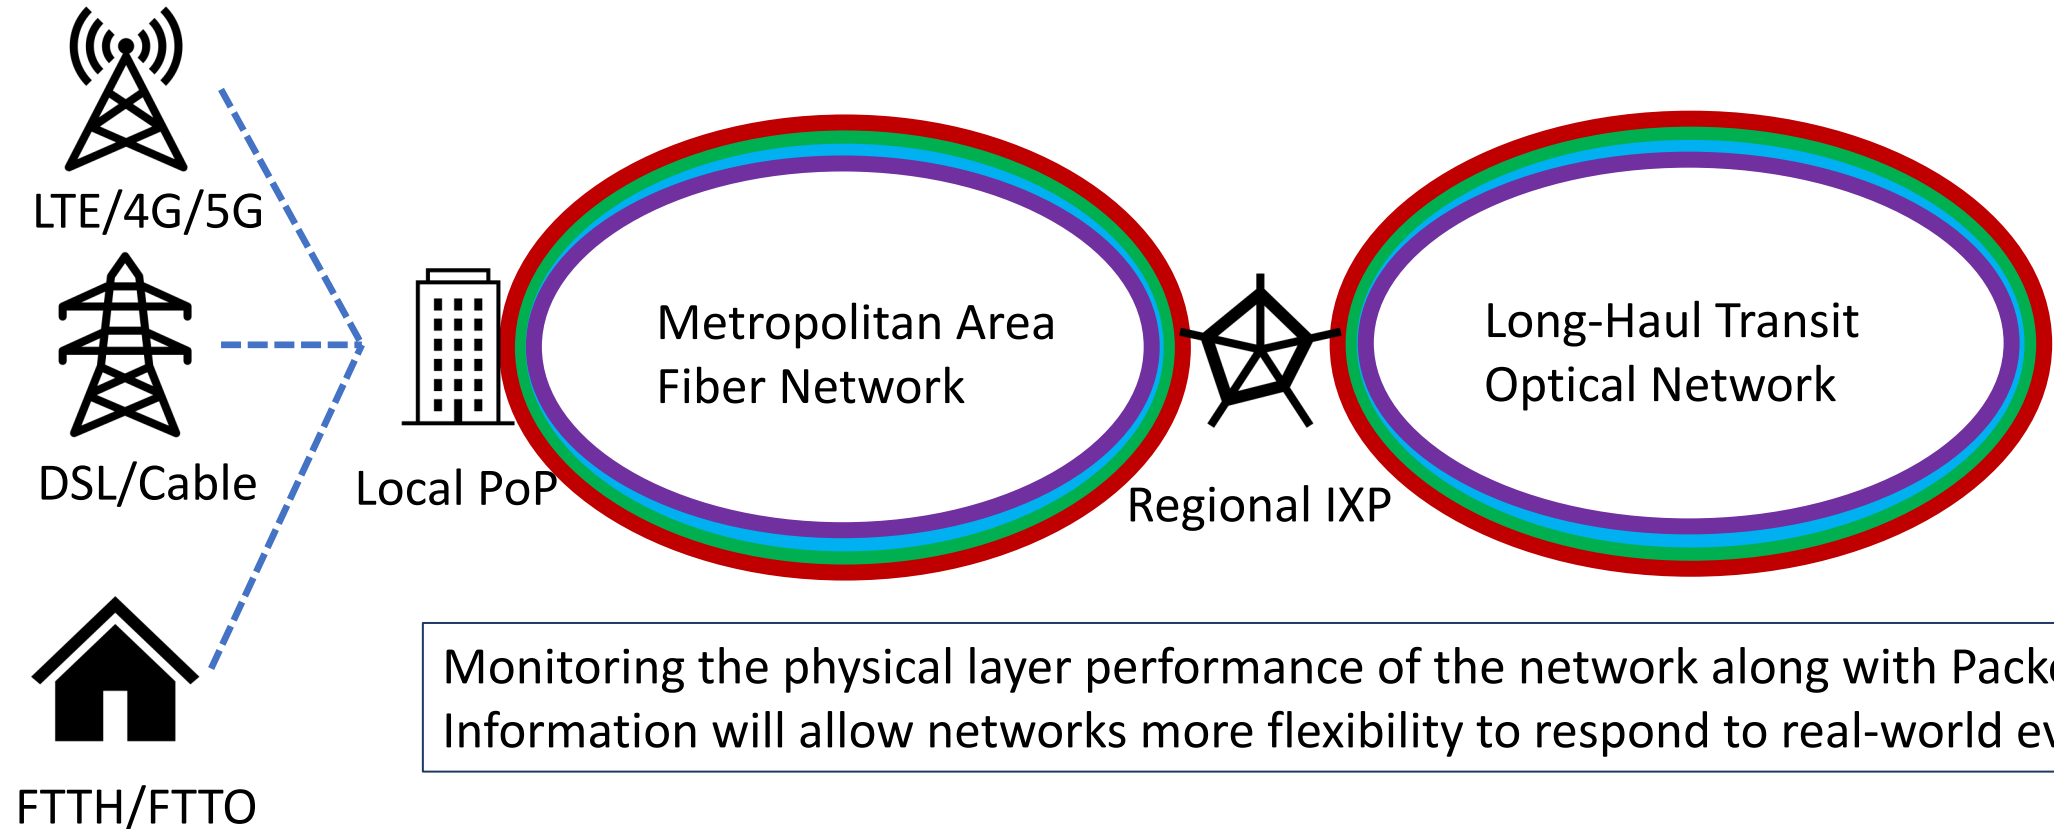 LTE/4G/5G
DSL/Cable
FTTH/FTTO
Local PoP
Metropolitan Area
Fiber Network
Regional IXP
Long-Haul Transit
Optical Network
Monitoring the physical layer performance of the network along with
Information will allow networks more flexibility to respond to real-world